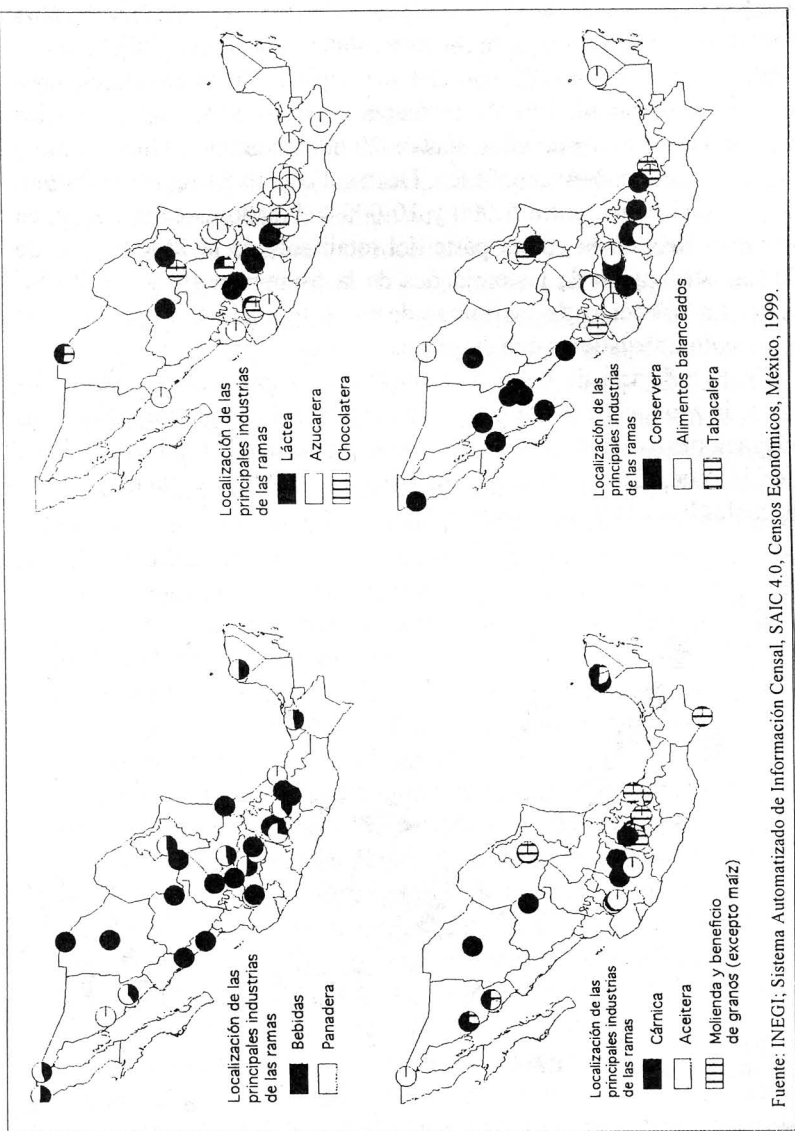 Localización de las
principales industrias
de las ramas
Bebidas
Panadera
Localización de las
principales industrias
de las ramas
Láctea
Azucarera
Chocolatera
Localización de las
principales industrias
de las ramas
Cárnica
Aceitera
Molienda y beneficio
de granos (excepto maíz)
Localización de las
principales industrias
de las ramas
Conservera
Alimentos balanceados
Tabacalera
Fuente: INEGI; Sistema Automatizado de Información Censal, SAIC 4.0, Censos Económicos, México, 1999.